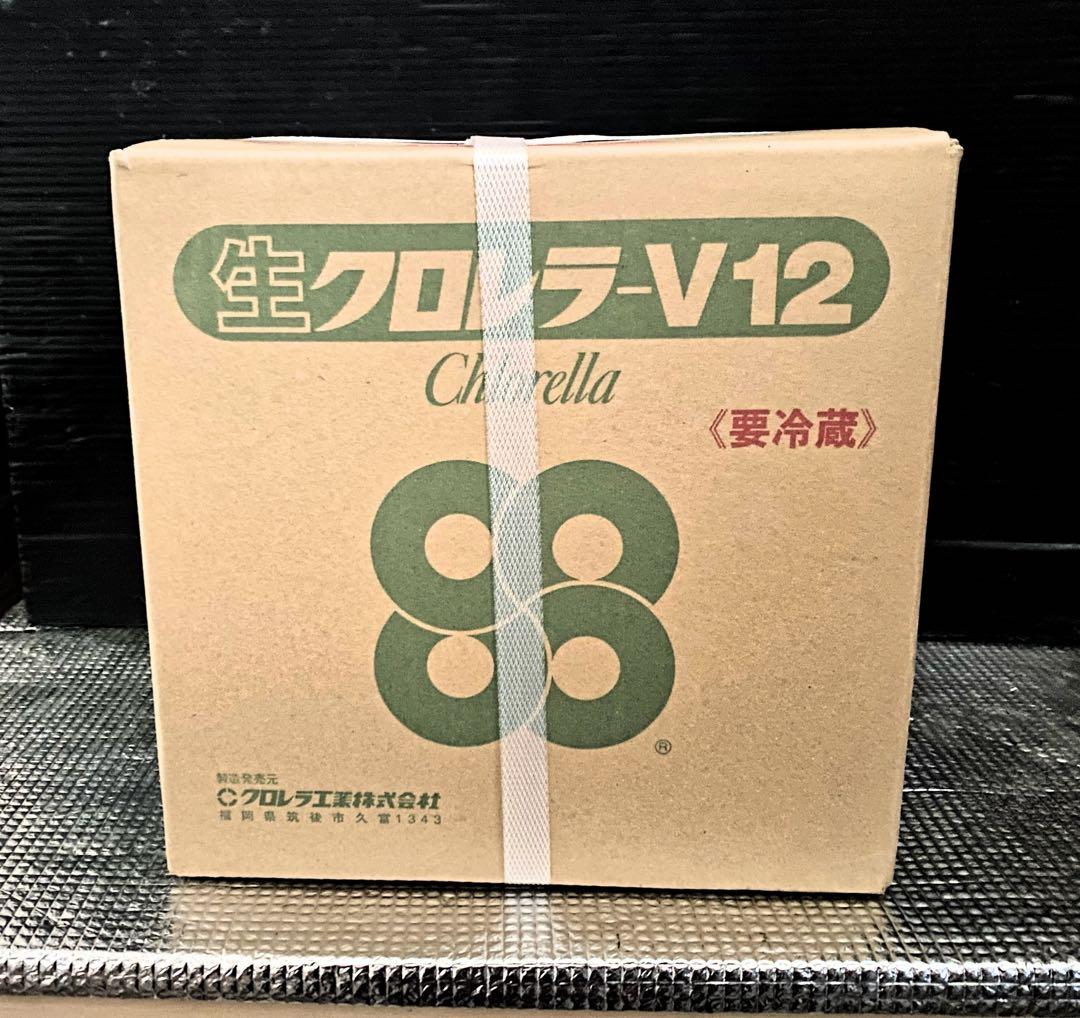 生クロレラ-V12
Chlorella
《要冷蔵》
®
製造発売元
クロレラ工業株式会社
福岡県筑後市久富1343